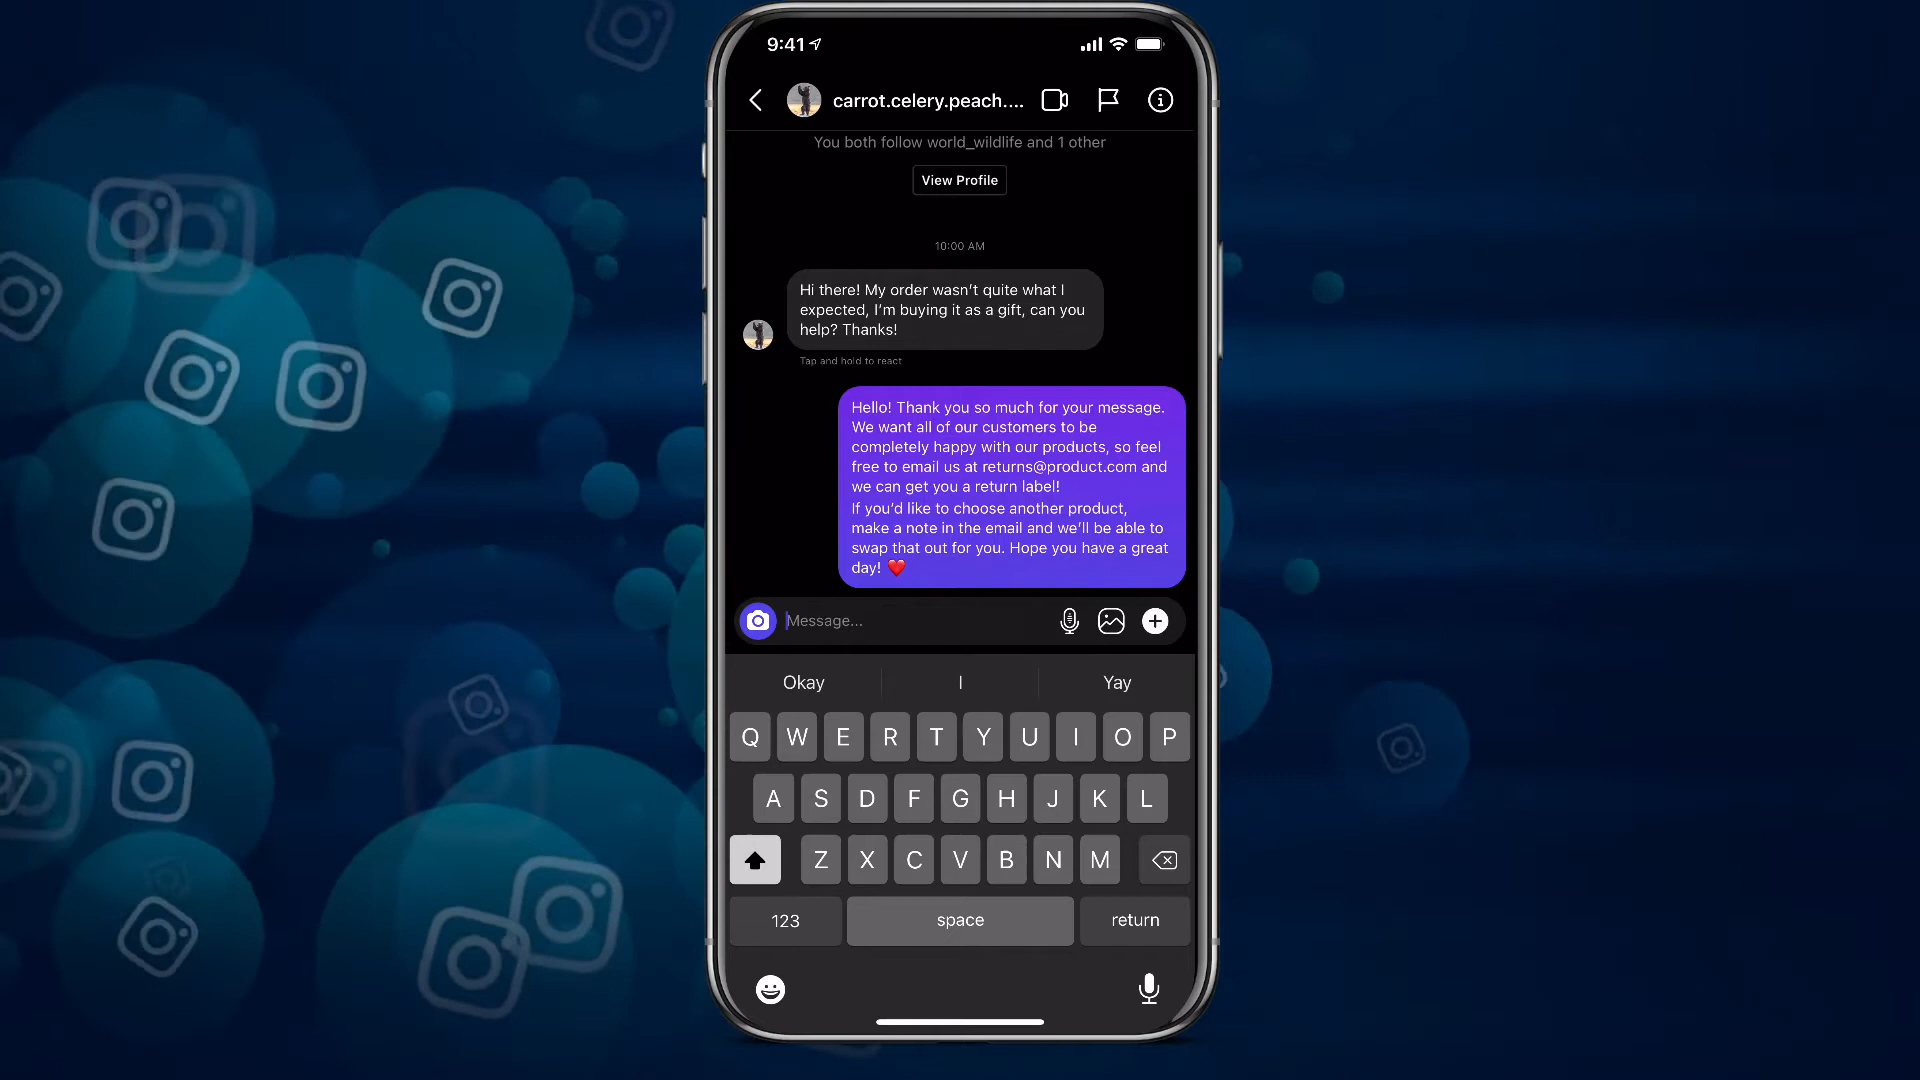 9:41
carrot.celery.peach....
You both follow world_wildlife and 1 other
View Profile
10:00 AM
Hi there! My order wasn’t quite what I
expected, I’m buying it as a gift, can you
help? Thanks!
Tap and hold to react
Hello! Thank you so much for your message.
We want all of our customers to be
completely happy with our products, so feel
free to email us at returns@product.com and
we can get you a return label!
If you’d like to choose another product,
make a note in the email and we’ll be able to
swap that out for you. Hope you have a great
day! ❤️
Message...
Okay I Yay
Q W E R T Y U I O P
A S D F G H J K L
Z X C V B N M
123 space return